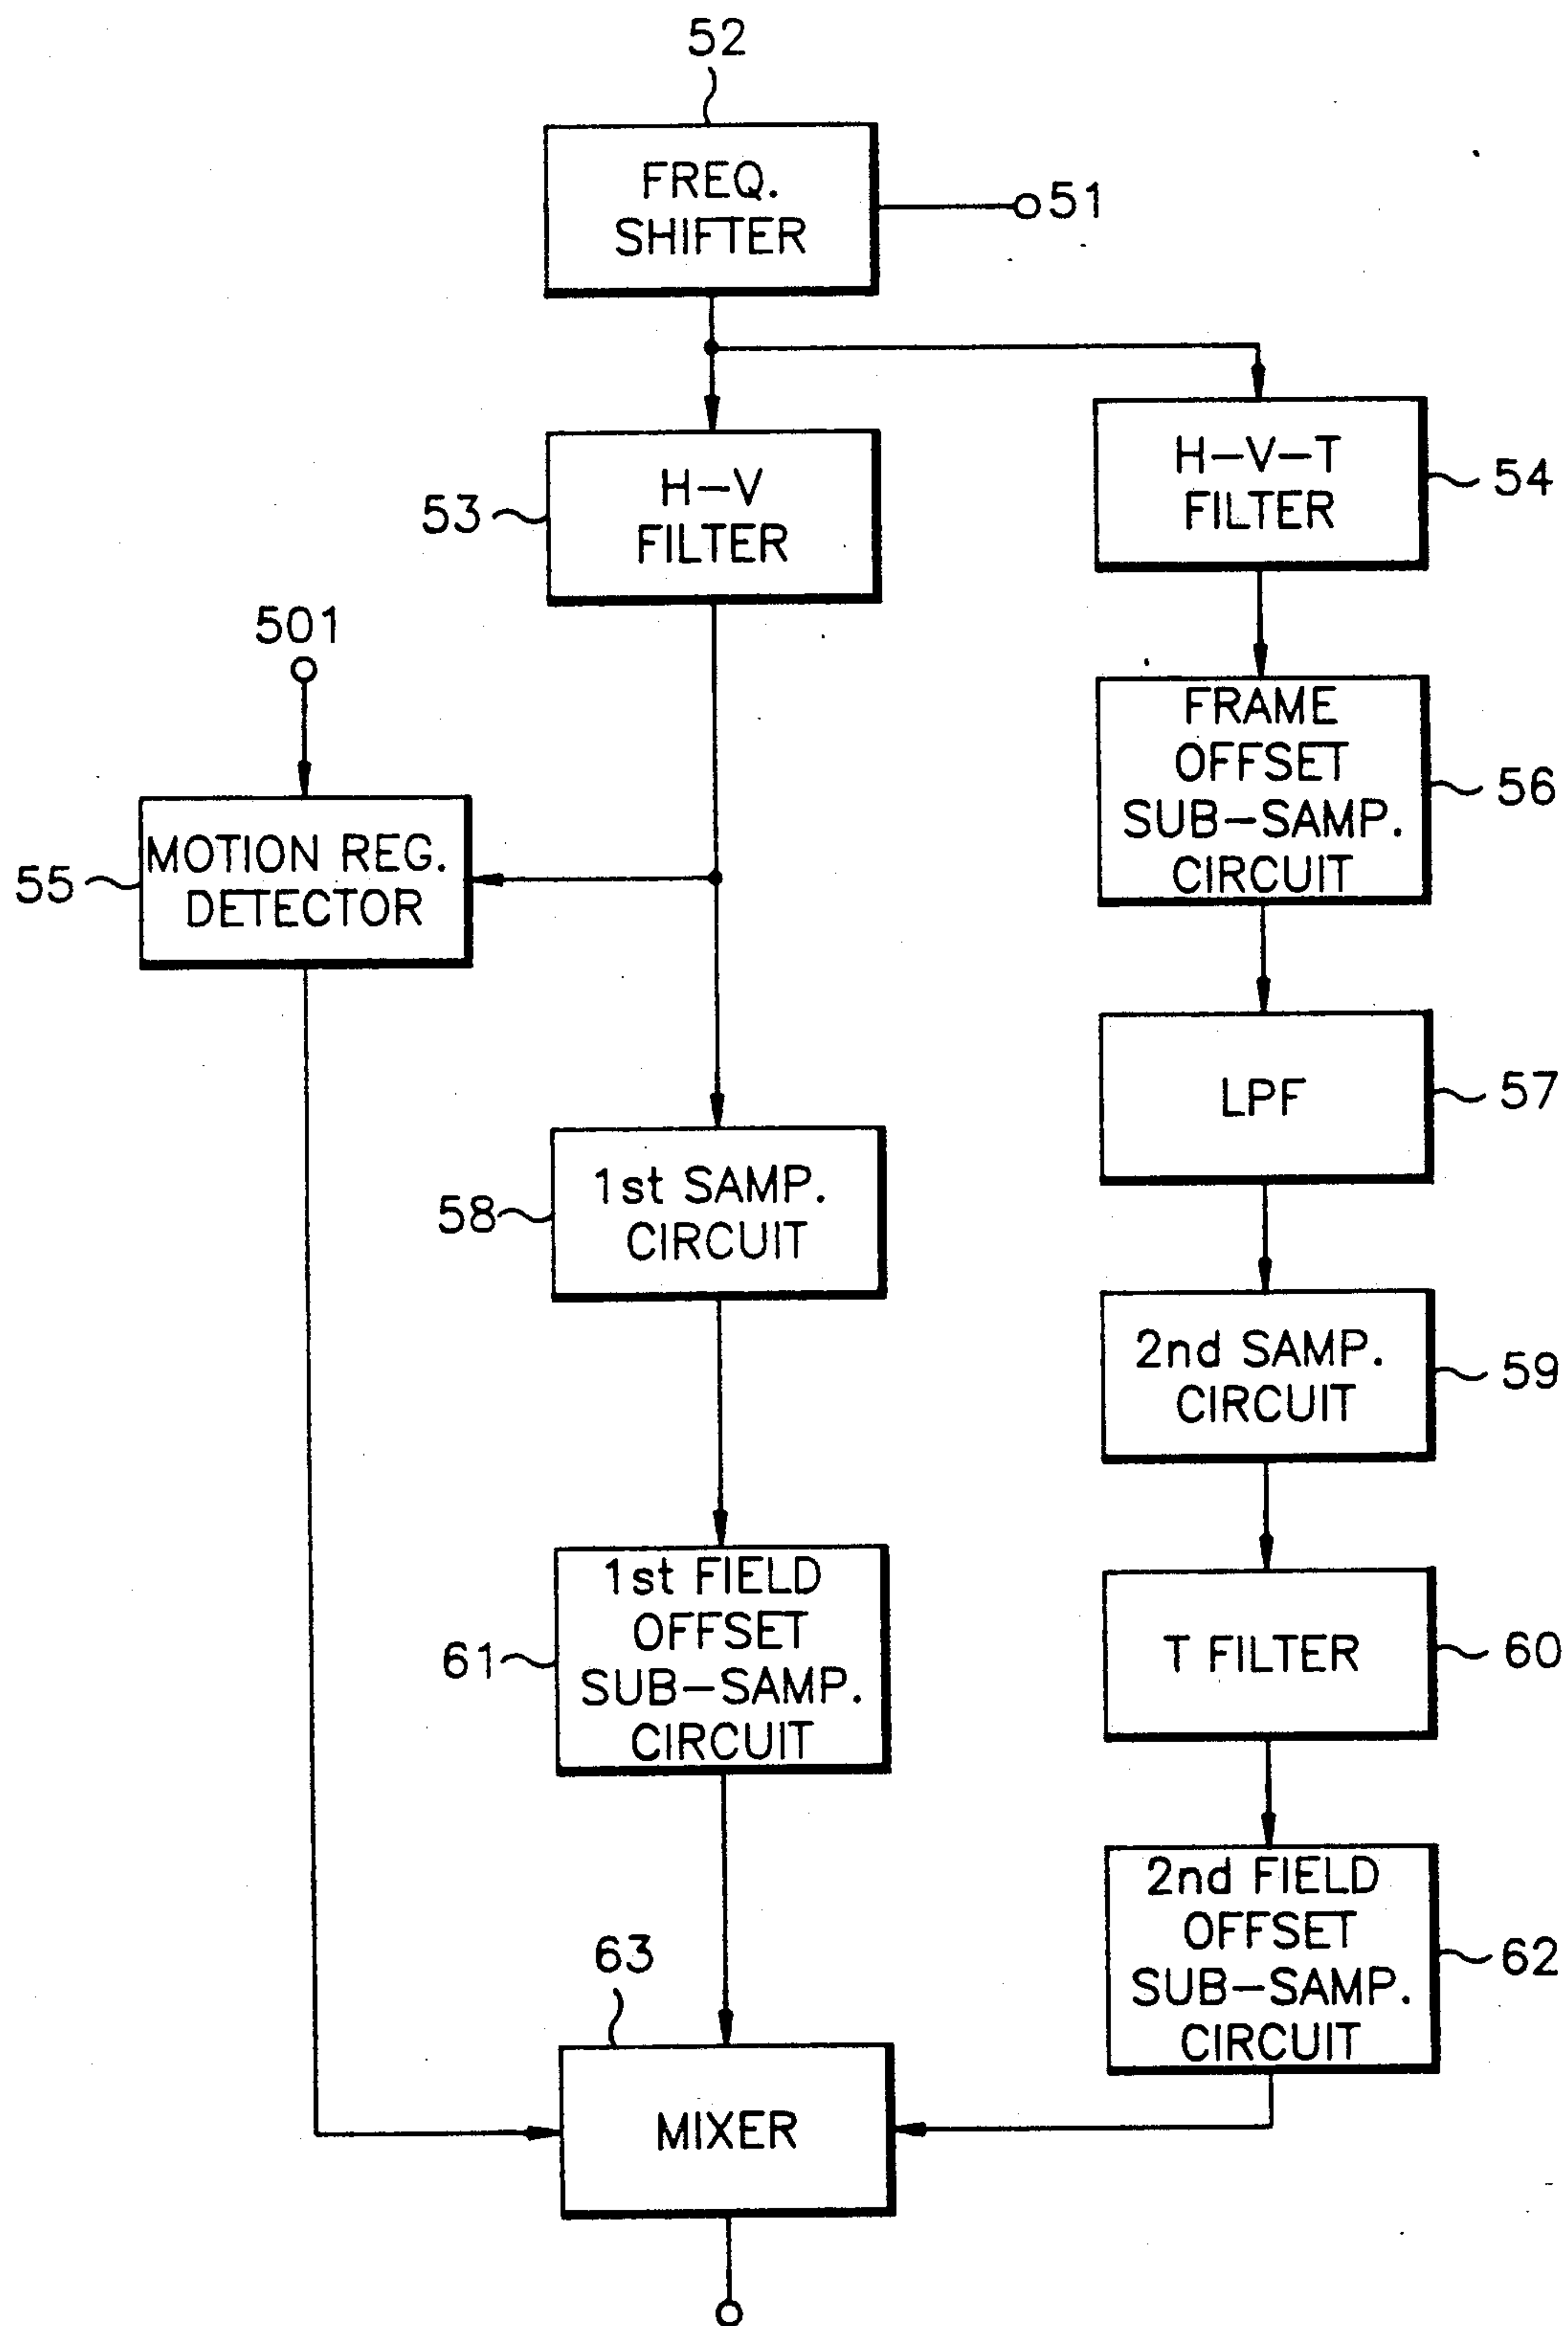 52
FREQ.
SHIFTER
51
H-V
FILTER
53
H-V-T
FILTER
54
501
MOTION REG.
DETECTOR
55
FRAME
OFFSET
SUB-SAMP.
CIRCUIT
56
LPF
57
1st SAMP.
CIRCUIT
58
2nd SAMP.
CIRCUIT
59
1st FIELD
OFFSET
SUB-SAMP.
CIRCUIT
61
T FILTER
60
2nd FIELD
OFFSET
SUB-SAMP.
CIRCUIT
62
63
MIXER